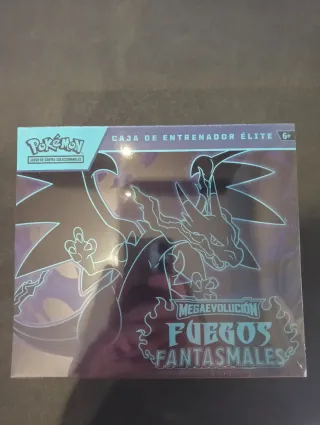 POKÉMON
JUEGO DE CARTAS COLECCIONABLES
CAJA DE ENTRENADOR ÉLITE
6+
MEGAEVOLUCIÓN
FUEGOS
FANTASMALES